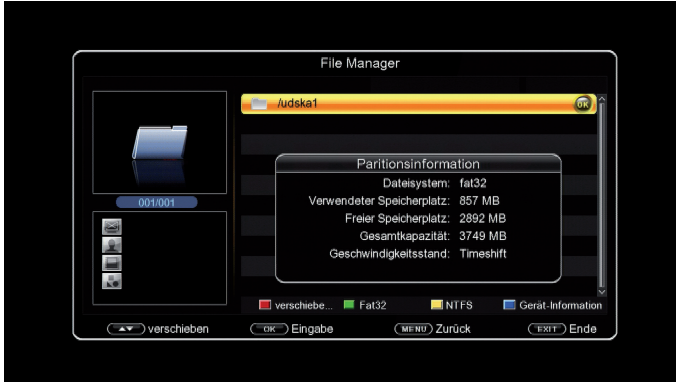 File Manager
/udska1
OK
001/001
Paritionsinformation
Dateisystem: fat32
Verwendeter Speicherplatz: 857 MB
Freier Speicherplatz: 2892 MB
Gesamtkapazität: 3749 MB
Geschwindigkeitsstand: Timeshift
verschiebe... Fat32 NTFS Gerät-Information
verschieben OK Eingabe MENU Zurück EXIT Ende